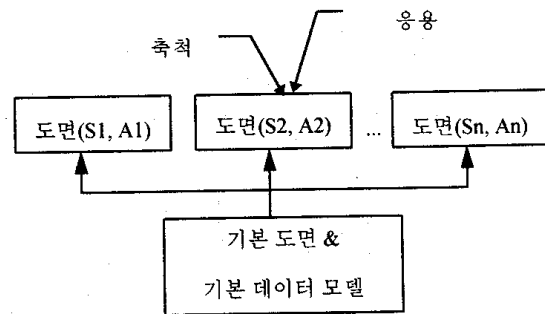 축척
응용
도면(S1, A1)
도면(S2, A2)
...
도면(Sn, An)
기본 도면 &
기본 데이터 모델